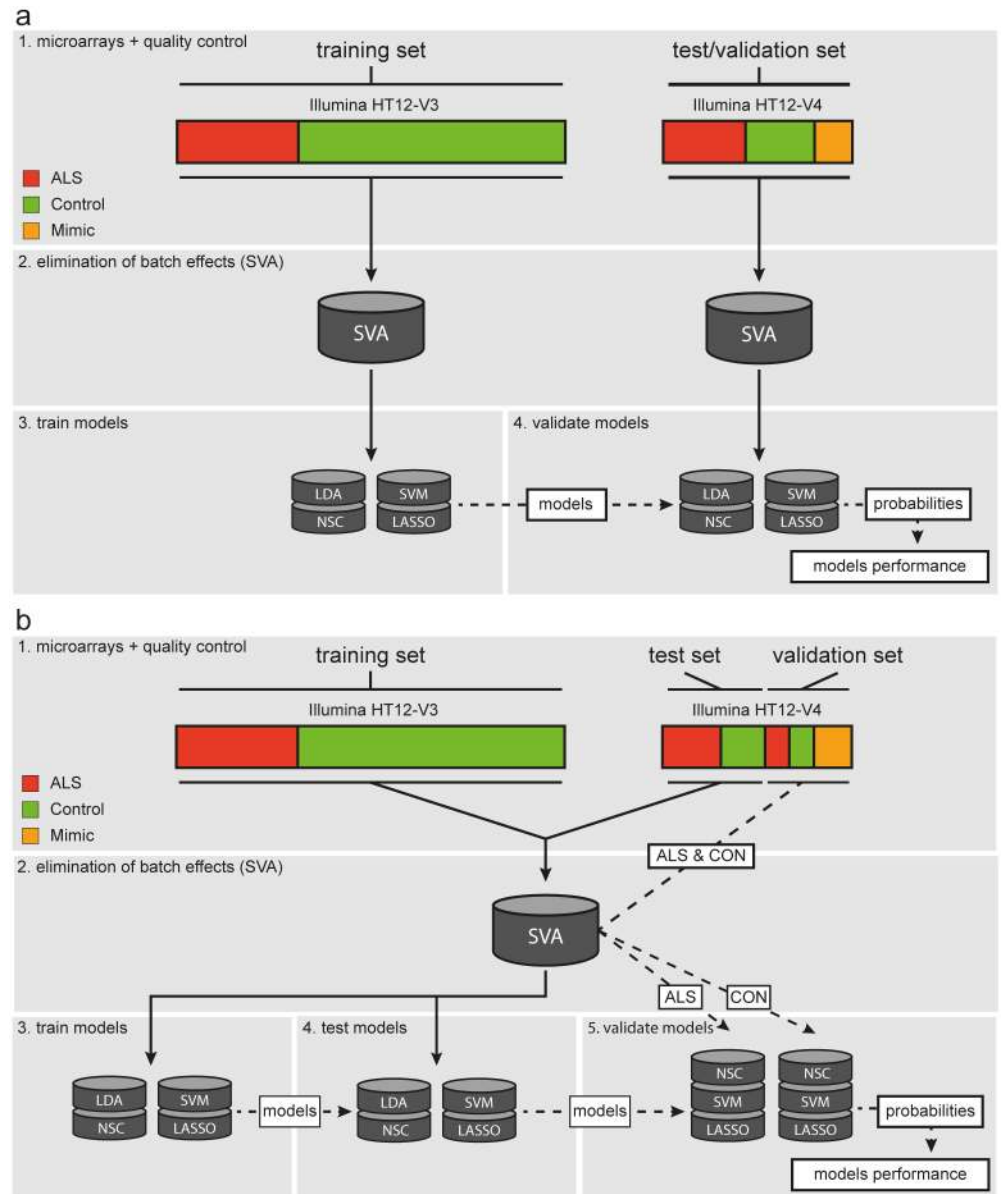 a
1. microarrays + quality control
training set
test/validation set
Illumina HT12-V3
Illumina HT12-V4
ALS
Control
Mimic
2. elimination of batch effects (SVA)
SVA
SVA
3. train models
4. validate models
LDA
SVM
NSC
LASSO
models
LDA
SVM
NSC
LASSO
probabilities
models performance
b
1. microarrays + quality control
training set
test set
validation set
Illumina HT12-V3
Illumina HT12-V4
ALS
Control
Mimic
ALS & CON
2. elimination of batch effects (SVA)
SVA
ALS
CON
3. train models
4. test models
5. validate models
LDA
SVM
NSC
LASSO
models
LDA
SVM
NSC
LASSO
models
NSC
NSC
SVM
SVM
LASSO
LASSO
probabilities
models performance